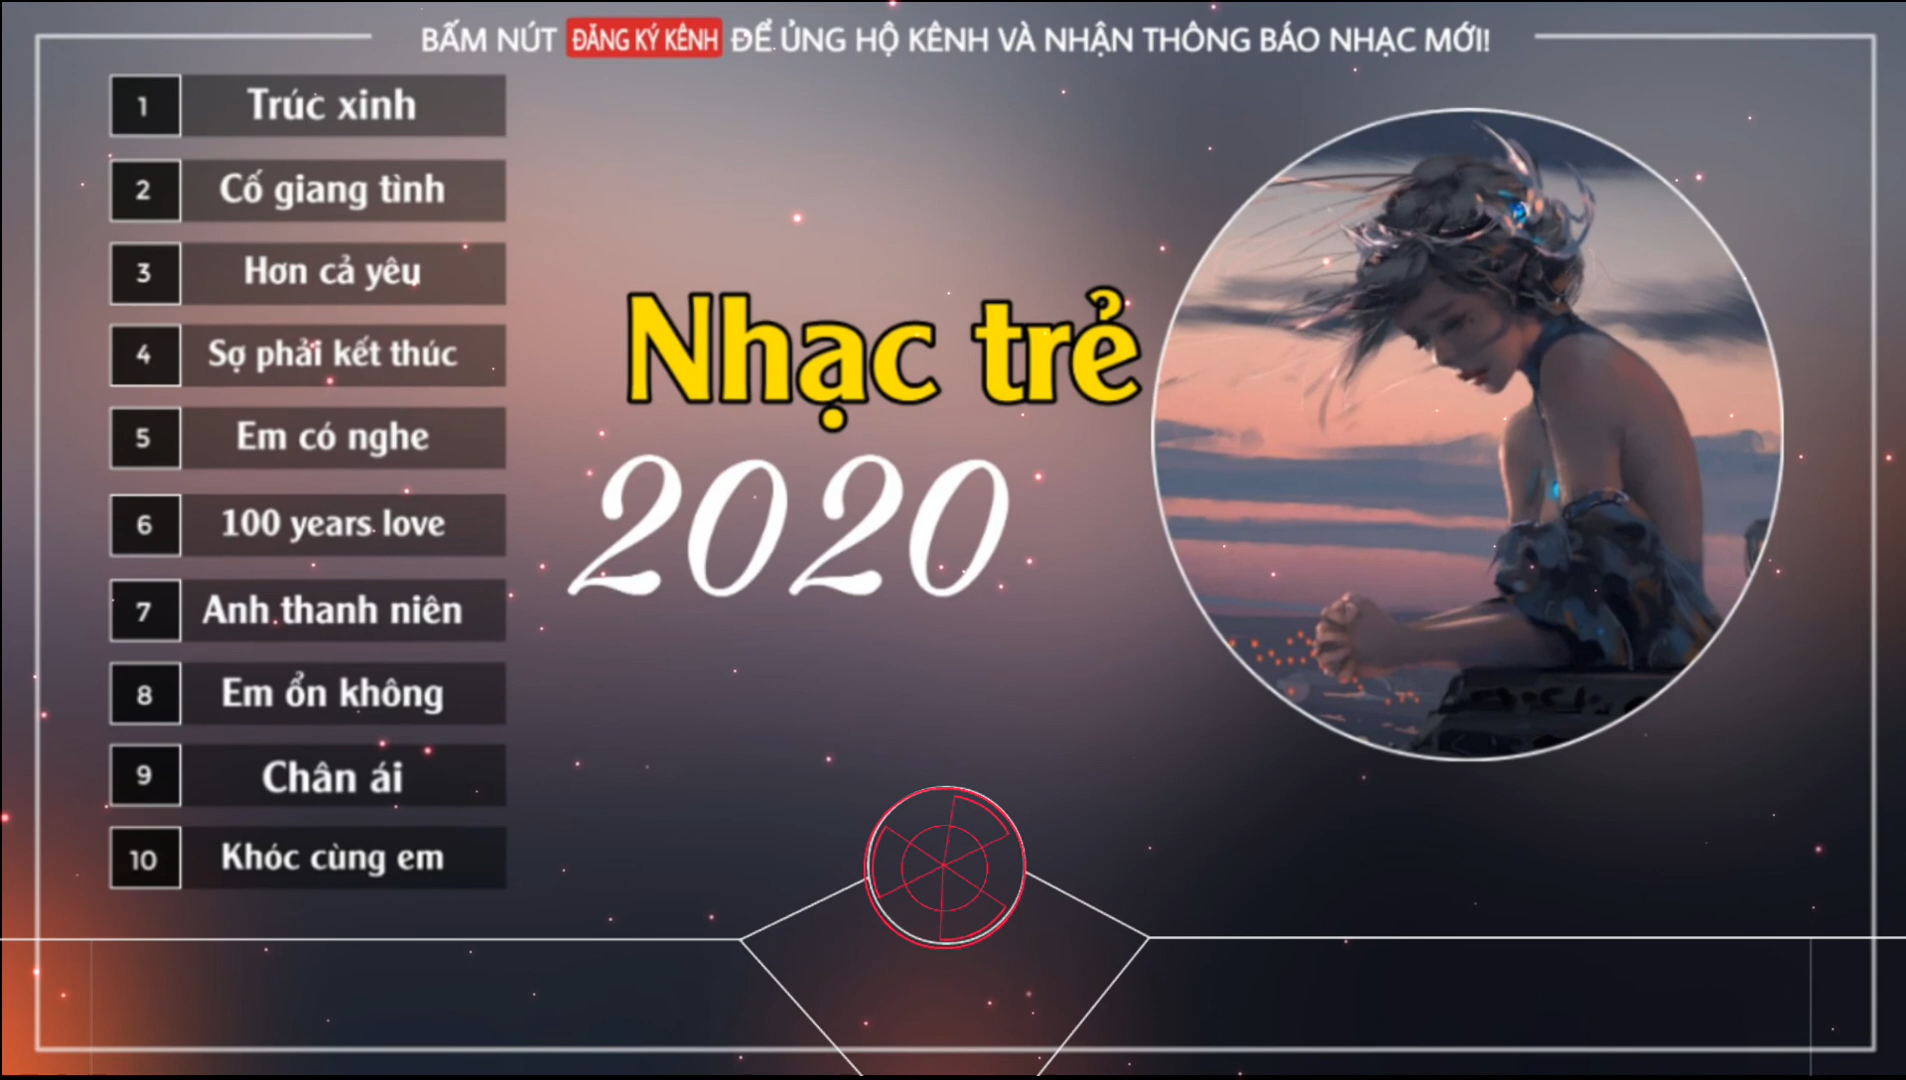 BẤM NÚT ĐĂNG KÝ KÊNH ĐỂ ỦNG HỘ KÊNH VÀ NHẬN THÔNG BÁO NHẠC MỚI!
1 Trúc xinh
2 Cố giang tình
3 Hơn cả yêu
4 Sợ phải kết thúc
5 Em có nghe
6 100 years love
7 Anh thanh niên
8 Em ổn không
9 Chân ái
10 Khóc cùng em
Nhạc trẻ
2020